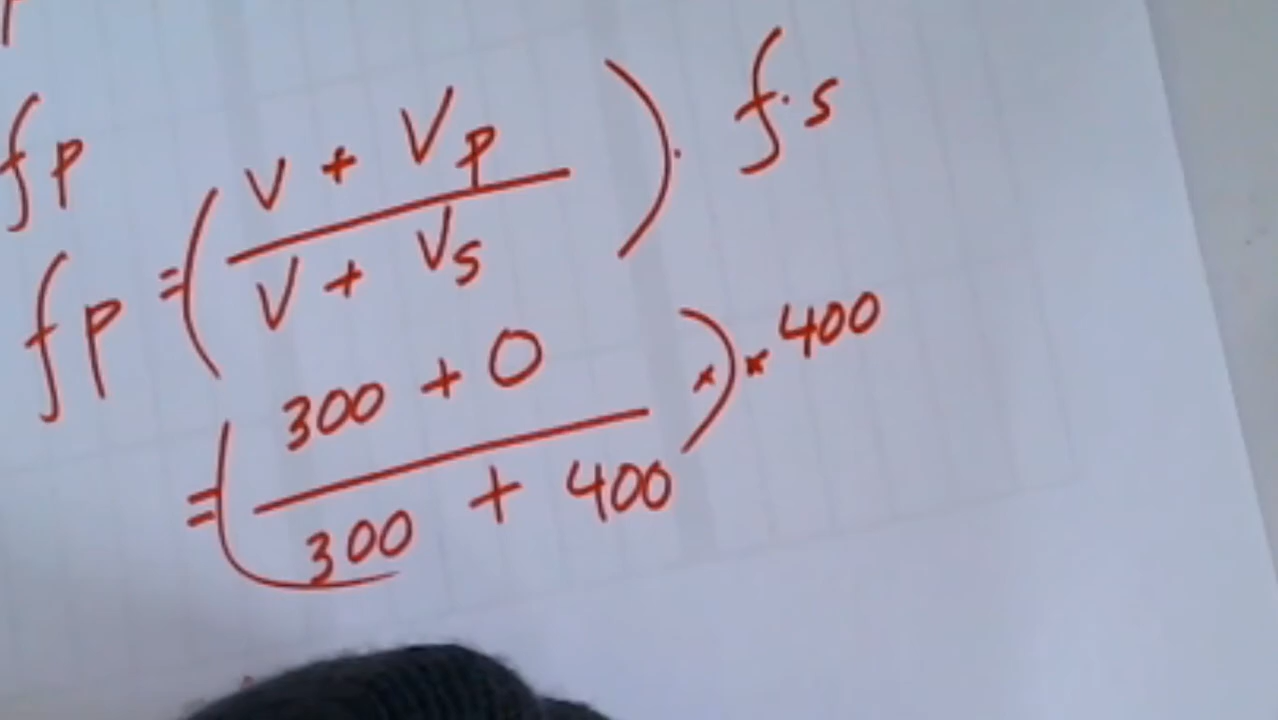 fp
fp = ( V + Vp / V + Vs ) · f·s
= ( 300 + 0 / 300 + 400 × ) × 400